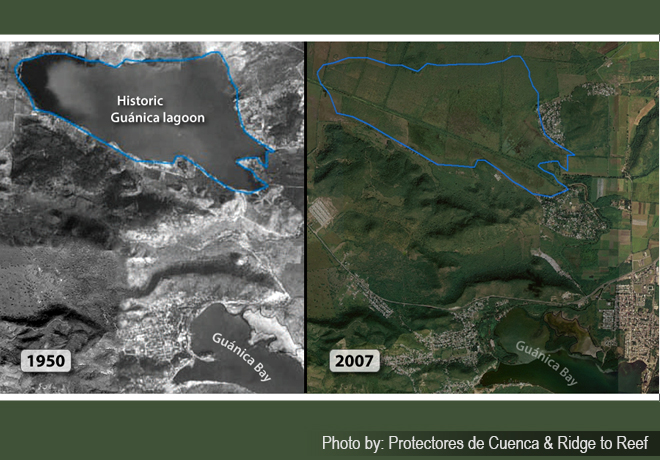 Historic
Guánica lagoon
Guánica Bay
1950
Guánica Bay
2007
Photo by: Protectores de Cuenca & Ridge to Reef